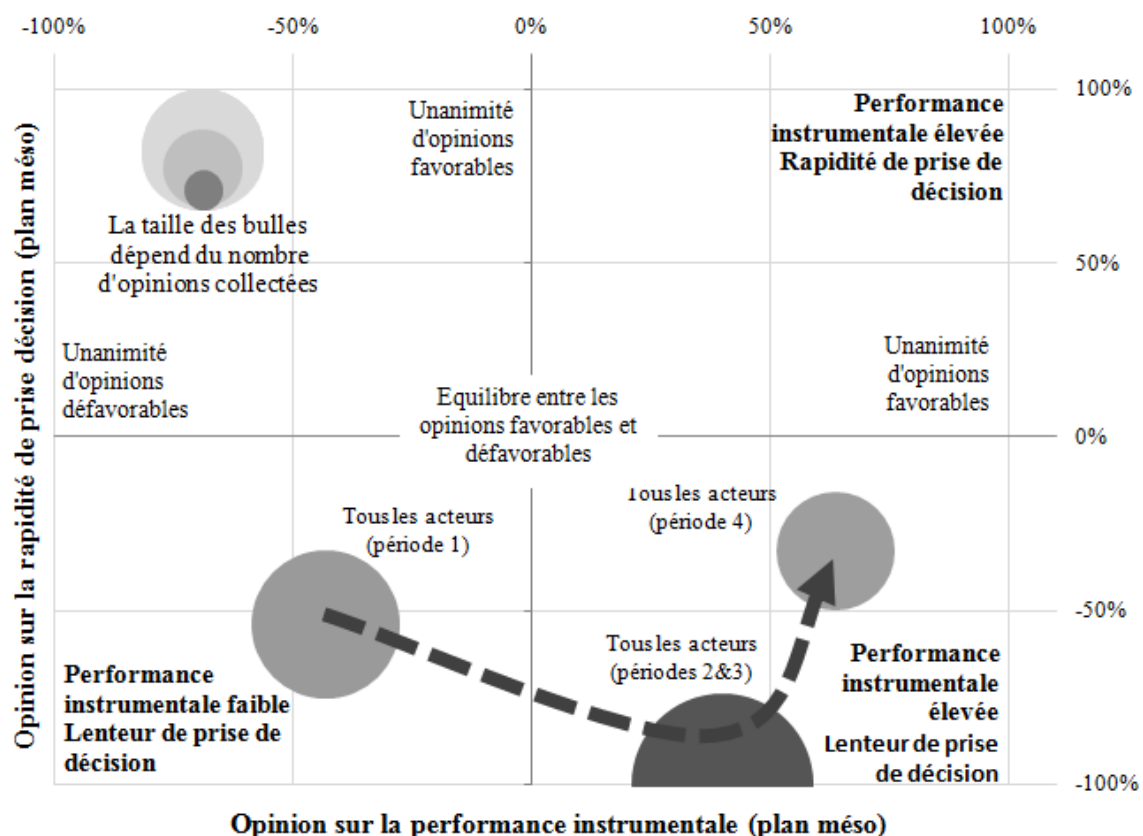 -100% -50% 0% 50% 100%
Opinion sur la rapidité de prise décision (plan méso)
100%
50%
0%
-50%
-100%
Unanimité
d'opinions
favorables
Performance
instrumentale élevée
Rapidité de prise de
décision
La taille des bulles
dépend du nombre
d'opinions collectées
Unanimité
d'opinions
défavorables
Equilibre entre les
opinions favorables et
défavorables
Unanimité
d'opinions
favorables
Tous les acteurs
(période 1)
Tous les acteurs
(période 4)
Tous les acteurs
(périodes 2&3)
Performance
instrumentale faible
Lenteur de prise de
décision
Performance
instrumentale
élevée
Lenteur de prise
de décision
Opinion sur la performance instrumentale (plan méso)